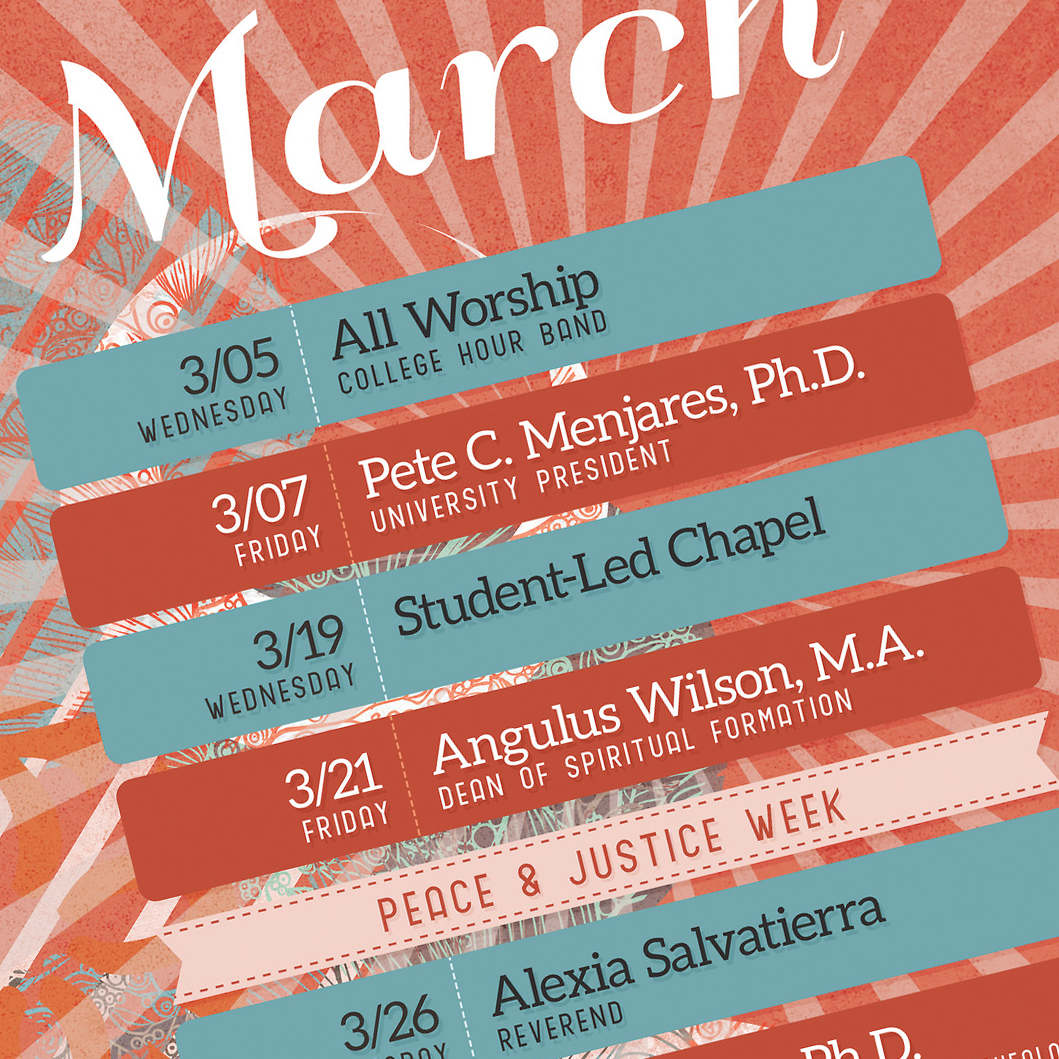 March
3/05
WEDNESDAY
All Worship
COLLEGE HOUR BAND
3/07
FRIDAY
Pete C. Menjares, Ph.D.
UNIVERSITY PRESIDENT
3/19
WEDNESDAY
Student-Led Chapel
3/21
FRIDAY
Angulus Wilson, M.A.
DEAN OF SPIRITUAL FORMATION
PEACE & JUSTICE WEEK
3/26
Alexia Salvatierra
REVEREND
Ph.D.